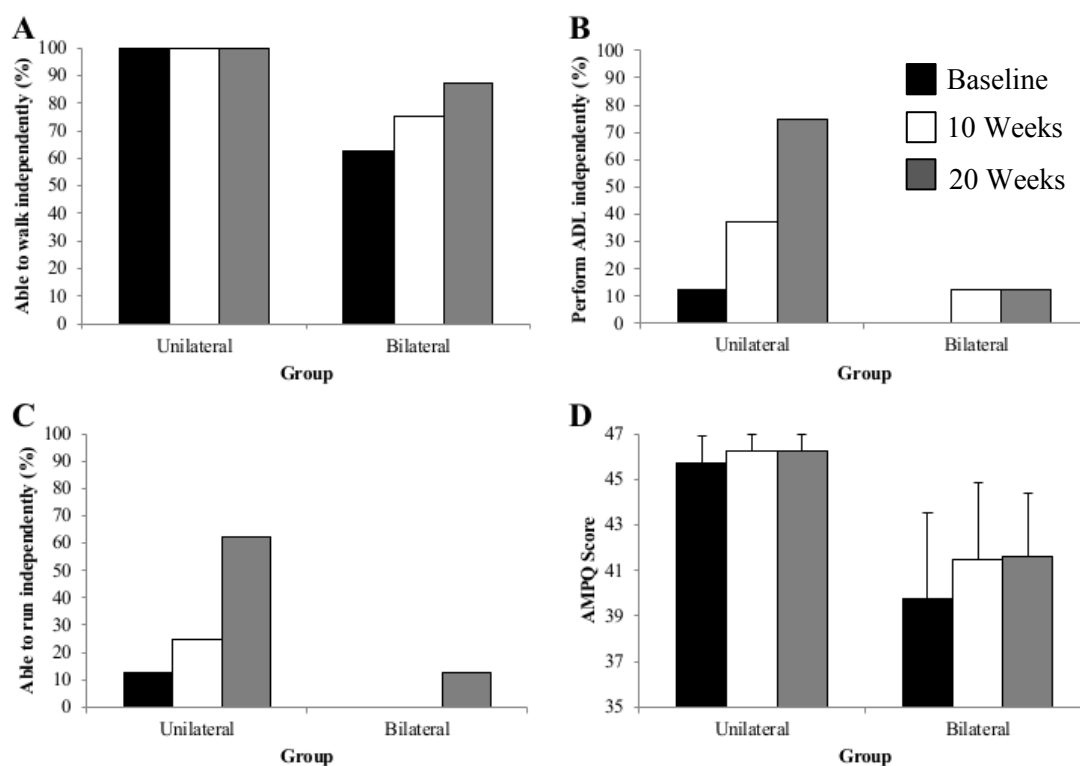 A
Able to walk independently (%)
100
90
80
70
60
50
40
30
20
10
0
Unilateral
Bilateral
Group
B
Perform ADL independently (%)
100
90
80
70
60
50
40
30
20
10
0
Unilateral
Bilateral
Group
Baseline
10 Weeks
20 Weeks
C
Able to run independently (%)
100
90
80
70
60
50
40
30
20
10
0
Unilateral
Bilateral
Group
D
AMPQ Score
47
45
43
41
39
37
35
Unilateral
Bilateral
Group